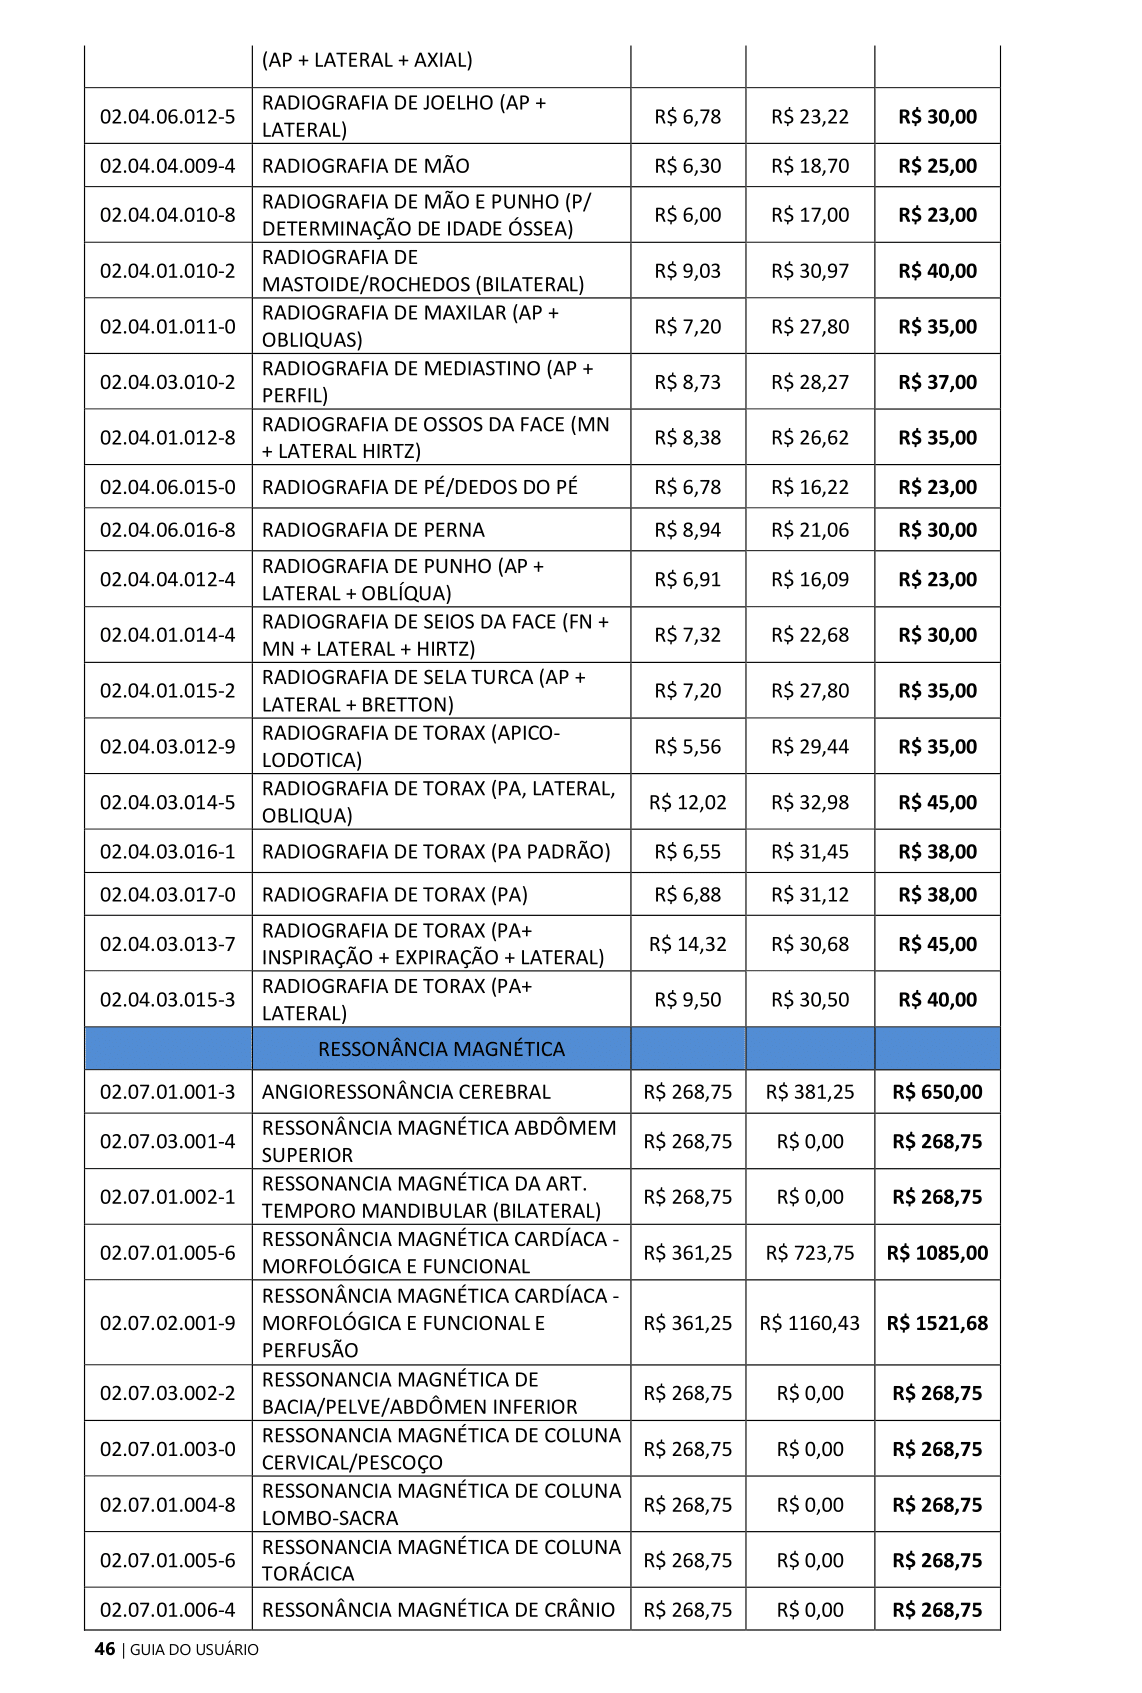 (AP + LATERAL + AXIAL)
02.04.06.012-5 RADIOGRAFIA DE JOELHO (AP + R$ 6,78 R$ 23,22 R$ 30,00
LATERAL)
02.04.04.009-4 RADIOGRAFIA DE MÃO R$ 6,30 R$ 18,70 R$ 25,00
02.04.04.010-8 RADIOGRAFIA DE MÃO E PUNHO (P/ R$ 6,00 R$ 17,00 R$ 23,00
DETERMINAÇÃO DE IDADE ÓSSEA)
02.04.01.010-2 RADIOGRAFIA DE R$ 9,03 R$ 30,97 R$ 40,00
MASTOIDE/ROCHEDOS (BILATERAL)
02.04.01.011-0 RADIOGRAFIA DE MAXILAR (AP + R$ 7,20 R$ 27,80 R$ 35,00
OBLIQUAS)
02.04.03.010-2 RADIOGRAFIA DE MEDIASTINO (AP + R$ 8,73 R$ 28,27 R$ 37,00
PERFIL)
02.04.01.012-8 RADIOGRAFIA DE OSSOS DA FACE (MN R$ 8,38 R$ 26,62 R$ 35,00
+ LATERAL HIRTZ)
02.04.06.015-0 RADIOGRAFIA DE PÉ/DEDOS DO PÉ R$ 6,78 R$ 16,22 R$ 23,00
02.04.06.016-8 RADIOGRAFIA DE PERNA R$ 8,94 R$ 21,06 R$ 30,00
02.04.04.012-4 RADIOGRAFIA DE PUNHO (AP + R$ 6,91 R$ 16,09 R$ 23,00
LATERAL + OBLÍQUA)
02.04.01.014-4 RADIOGRAFIA DE SEIOS DA FACE (FN + R$ 7,32 R$ 22,68 R$ 30,00
MN + LATERAL + HIRTZ)
02.04.01.015-2 RADIOGRAFIA DE SELA TURCA (AP + R$ 7,20 R$ 27,80 R$ 35,00
LATERAL + BRETTON)
02.04.03.012-9 RADIOGRAFIA DE TORAX (APICO- R$ 5,56 R$ 29,44 R$ 35,00
LODOTICA)
02.04.03.014-5 RADIOGRAFIA DE TORAX (PA, LATERAL, R$ 12,02 R$ 32,98 R$ 45,00
OBLIQUA)
02.04.03.016-1 RADIOGRAFIA DE TORAX (PA PADRÃO) R$ 6,55 R$ 31,45 R$ 38,00
02.04.03.017-0 RADIOGRAFIA DE TORAX (PA) R$ 6,88 R$ 31,12 R$ 38,00
02.04.03.013-7 RADIOGRAFIA DE TORAX (PA+ R$ 14,32 R$ 30,68 R$ 45,00
INSPIRAÇÃO + EXPIRAÇÃO + LATERAL)
02.04.03.015-3 RADIOGRAFIA DE TORAX (PA+ R$ 9,50 R$ 30,50 R$ 40,00
LATERAL)
RESSONÂNCIA MAGNÉTICA
02.07.01.001-3 ANGIORESSONÂNCIA CEREBRAL R$ 268,75 R$ 381,25 R$ 650,00
02.07.03.001-4 RESSONÂNCIA MAGNÉTICA ABDÔMEM R$ 268,75 R$ 0,00 R$ 268,75
SUPERIOR
02.07.01.002-1 RESSONANCIA MAGNÉTICA DA ART. R$ 268,75 R$ 0,00 R$ 268,75
TEMPORO MANDIBULAR (BILATERAL)
02.07.01.005-6 RESSONÂNCIA MAGNÉTICA CARDÍACA - R$ 361,25 R$ 723,75 R$ 1085,00
MORFOLÓGICA E FUNCIONAL
02.07.02.001-9 RESSONÂNCIA MAGNÉTICA CARDÍACA - R$ 361,25 R$ 1160,43 R$ 1521,68
MORFOLÓGICA E FUNCIONAL E
PERFUSÃO
02.07.03.002-2 RESSONANCIA MAGNÉTICA DE R$ 268,75 R$ 0,00 R$ 268,75
BACIA/PELVE/ABDÔMEN INFERIOR
02.07.01.003-0 RESSONANCIA MAGNÉTICA DE COLUNA R$ 268,75 R$ 0,00 R$ 268,75
CERVICAL/PESCOÇO
02.07.01.004-8 RESSONANCIA MAGNÉTICA DE COLUNA R$ 268,75 R$ 0,00 R$ 268,75
LOMBO-SACRA
02.07.01.005-6 RESSONANCIA MAGNÉTICA DE COLUNA R$ 268,75 R$ 0,00 R$ 268,75
TORÁCICA
02.07.01.006-4 RESSONÂNCIA MAGNÉTICA DE CRÂNIO R$ 268,75 R$ 0,00 R$ 268,75
46 | GUIA DO USUÁRIO